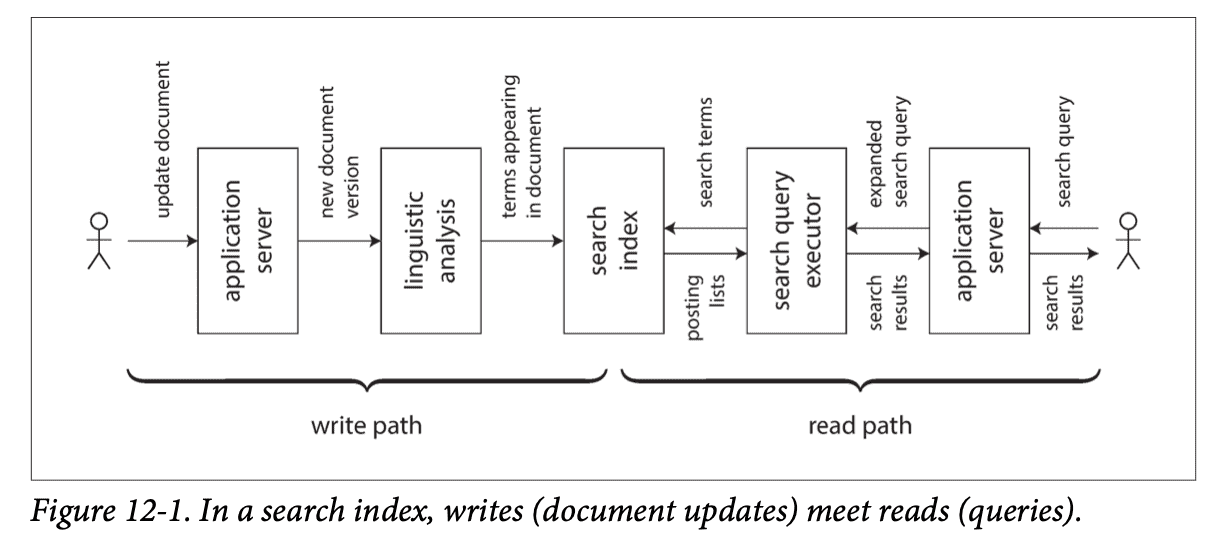 update document
application
server
new document
version
linguistic
analysis
terms appearing
in document
search
index
search terms
posting
lists
search query
executor
expanded
search query
search
results
application
server
search query
search
results
write path
read path
Figure 12-1. In a search index, writes (document updates) meet reads (queries).